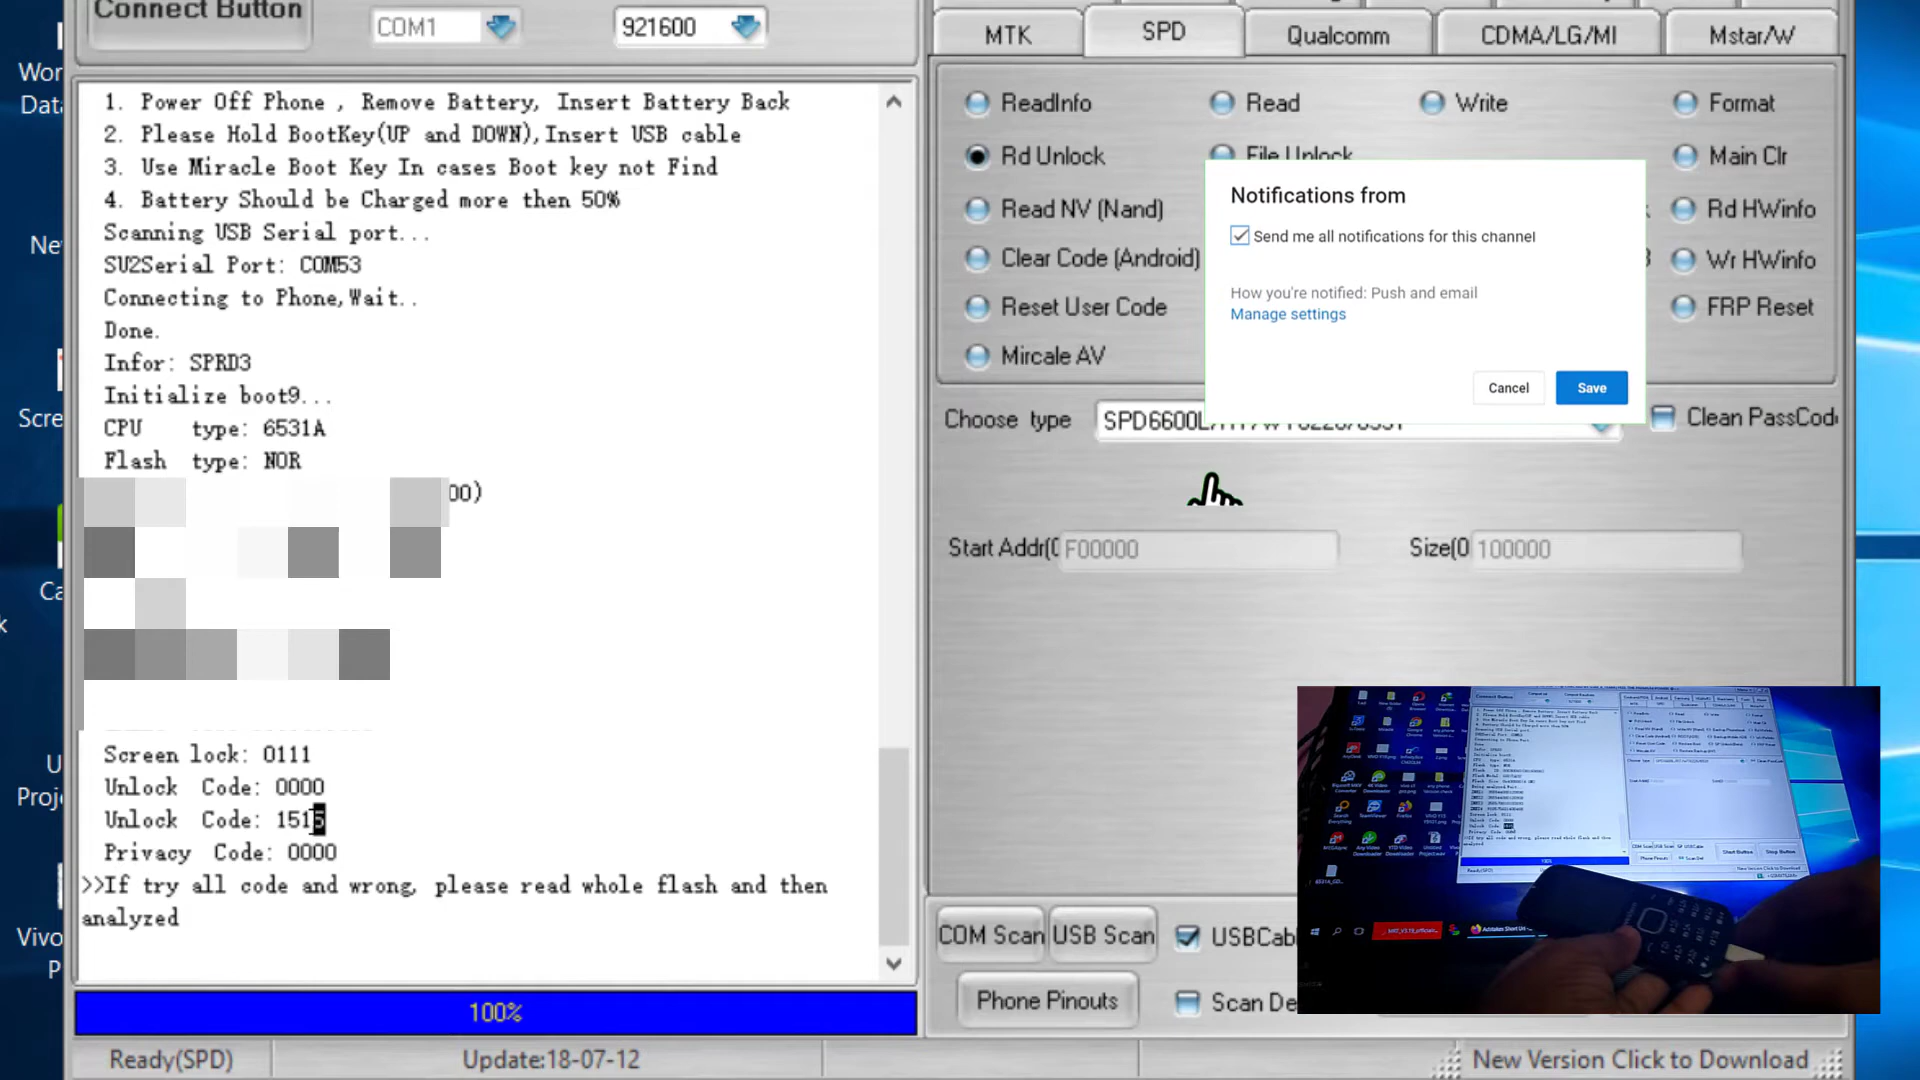 Connect Button
COM1
921600
MTK
SPD
Qualcomm
CDMA/LG/MI
Mstar/W
1. Power Off Phone , Remove Battery, Insert Battery Back
2. Please Hold BootKey(UP and DOWN),Insert USB cable
3. Use Miracle Boot Key In cases Boot key not Find
4. Battery Should be Charged more then 50%
Scanning USB Serial port...
SU2Serial Port: COM53
Connecting to Phone,Wait..
Done.
Infor: SPRD3
Initialize boot9...
CPU type: 6531A
Flash type: NOR
00)
Screen lock: 0111
Unlock Code: 0000
Unlock Code: 1515
Privacy Code: 0000
>>If try all code and wrong, please read whole flash and then
analyzed
100%
Ready(SPD)
Update:18-07-12
New Version Click to Download
ReadInfo
Read
Write
Format
Rd Unlock
File Unlock
Main Clr
Read NV (Nand)
Rd HWinfo
Clear Code (Android)
Wr HWinfo
Reset User Code
FRP Reset
Mircale AV
Notifications from
Send me all notifications for this channel
How you're notified: Push and email
Manage settings
Cancel
Save
Choose type
SPD6600L
Clean PassCod
Start Addr(0
F00000
Size(0
100000
COM Scan
USB Scan
USBCab
Phone Pinouts
Scan De
Wor
Data
Ne
Scre
Ca
k
U
Proj
Vivo
P